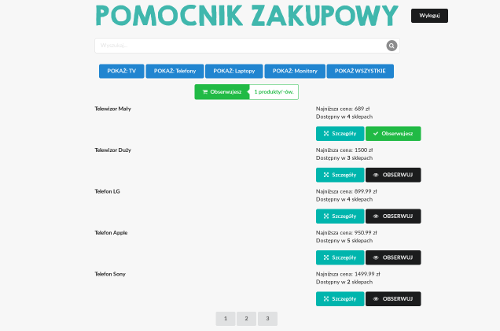 POMOCNIK ZAKUPOWY
Wyloguj
POKAŻ: TV
POKAŻ: Telefony
POKAŻ: Laptopy
POKAŻ: Monitory
POKAŻ WSZYSTKIE
Obserwujesz
1 produkty/-ów.
Telewizor Mały
Najniższa cena: 689 zł
Dostępny w 4 sklepach
Szczegóły
Obserwujesz
Telewizor Duży
Najniższa cena: 1500 zł
Dostępny w 3 sklepach
Szczegóły
OBSERWUJ
Telefon LG
Najniższa cena: 899.99 zł
Dostępny w 4 sklepach
Szczegóły
OBSERWUJ
Telefon Apple
Najniższa cena: 950.99 zł
Dostępny w 5 sklepach
Szczegóły
OBSERWUJ
Telefon Sony
Najniższa cena: 1499.99 zł
Dostępny w 2 sklepach
Szczegóły
OBSERWUJ
1 2 3